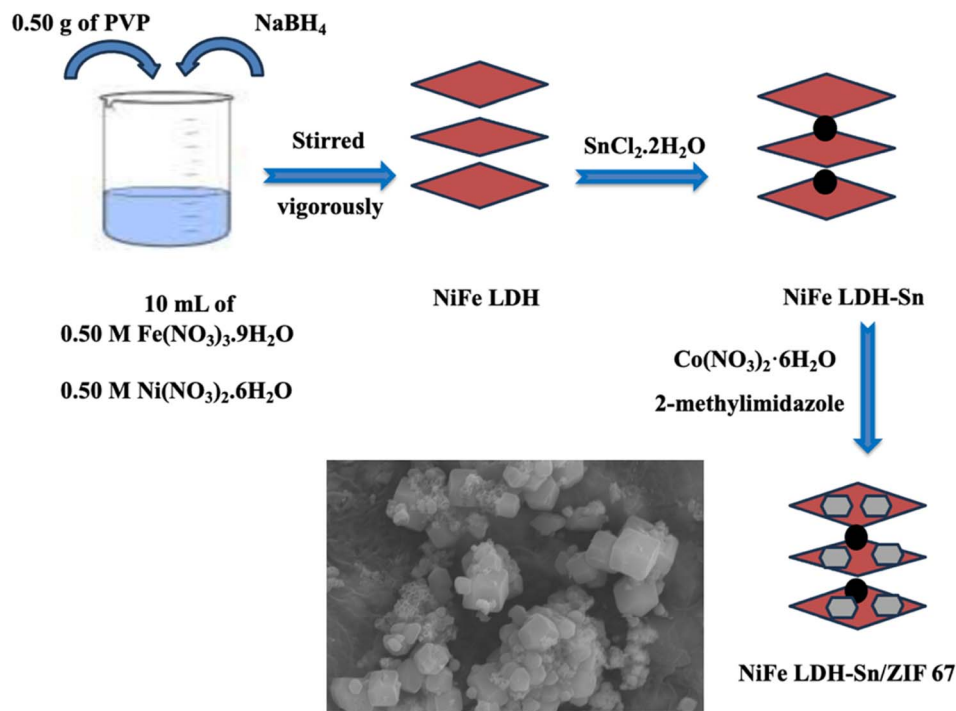 0.50 g of PVP
NaBH₄
Stirred
vigorously
SnCl₂.2H₂O
10 mL of
0.50 M Fe(NO₃)₃.9H₂O
0.50 M Ni(NO₃)₂.6H₂O
NiFe LDH
NiFe LDH-Sn
Co(NO₃)₂·6H₂O
2-methylimidazole
NiFe LDH-Sn/ZIF 67